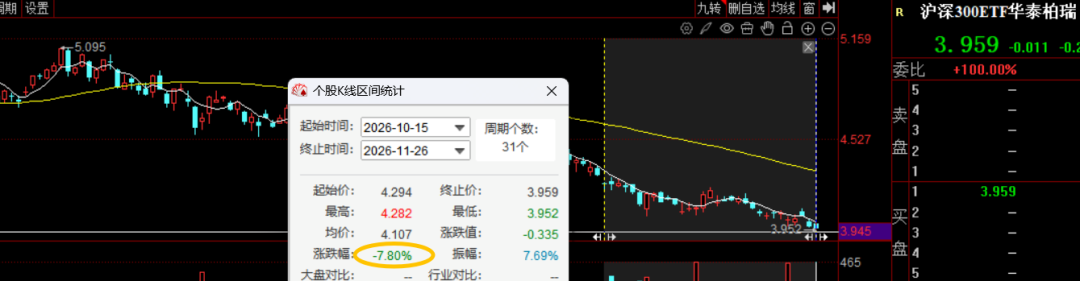 周期 设置
九转 删自选 均线 窗
R 沪深300ETF华泰柏瑞
3.959 -0.011
委比 +100.00%
5.095
5.159
4.527
3.945
465
3.952
个股K线区间统计
起始时间: 2026-10-15 周期个数:
终止时间: 2026-11-26 31个
起始价: 4.294 终止价: 3.959
最高: 4.282 最低: 3.952
均价: 4.107 涨跌值: -0.335
涨跌幅: -7.80% 振幅: 7.69%
大盘对比: -- 行业对比: --
卖盘
5 –
4 –
3 –
2 –
1 –
买盘
1 3.959
2 –
3 –
4 –
5 –